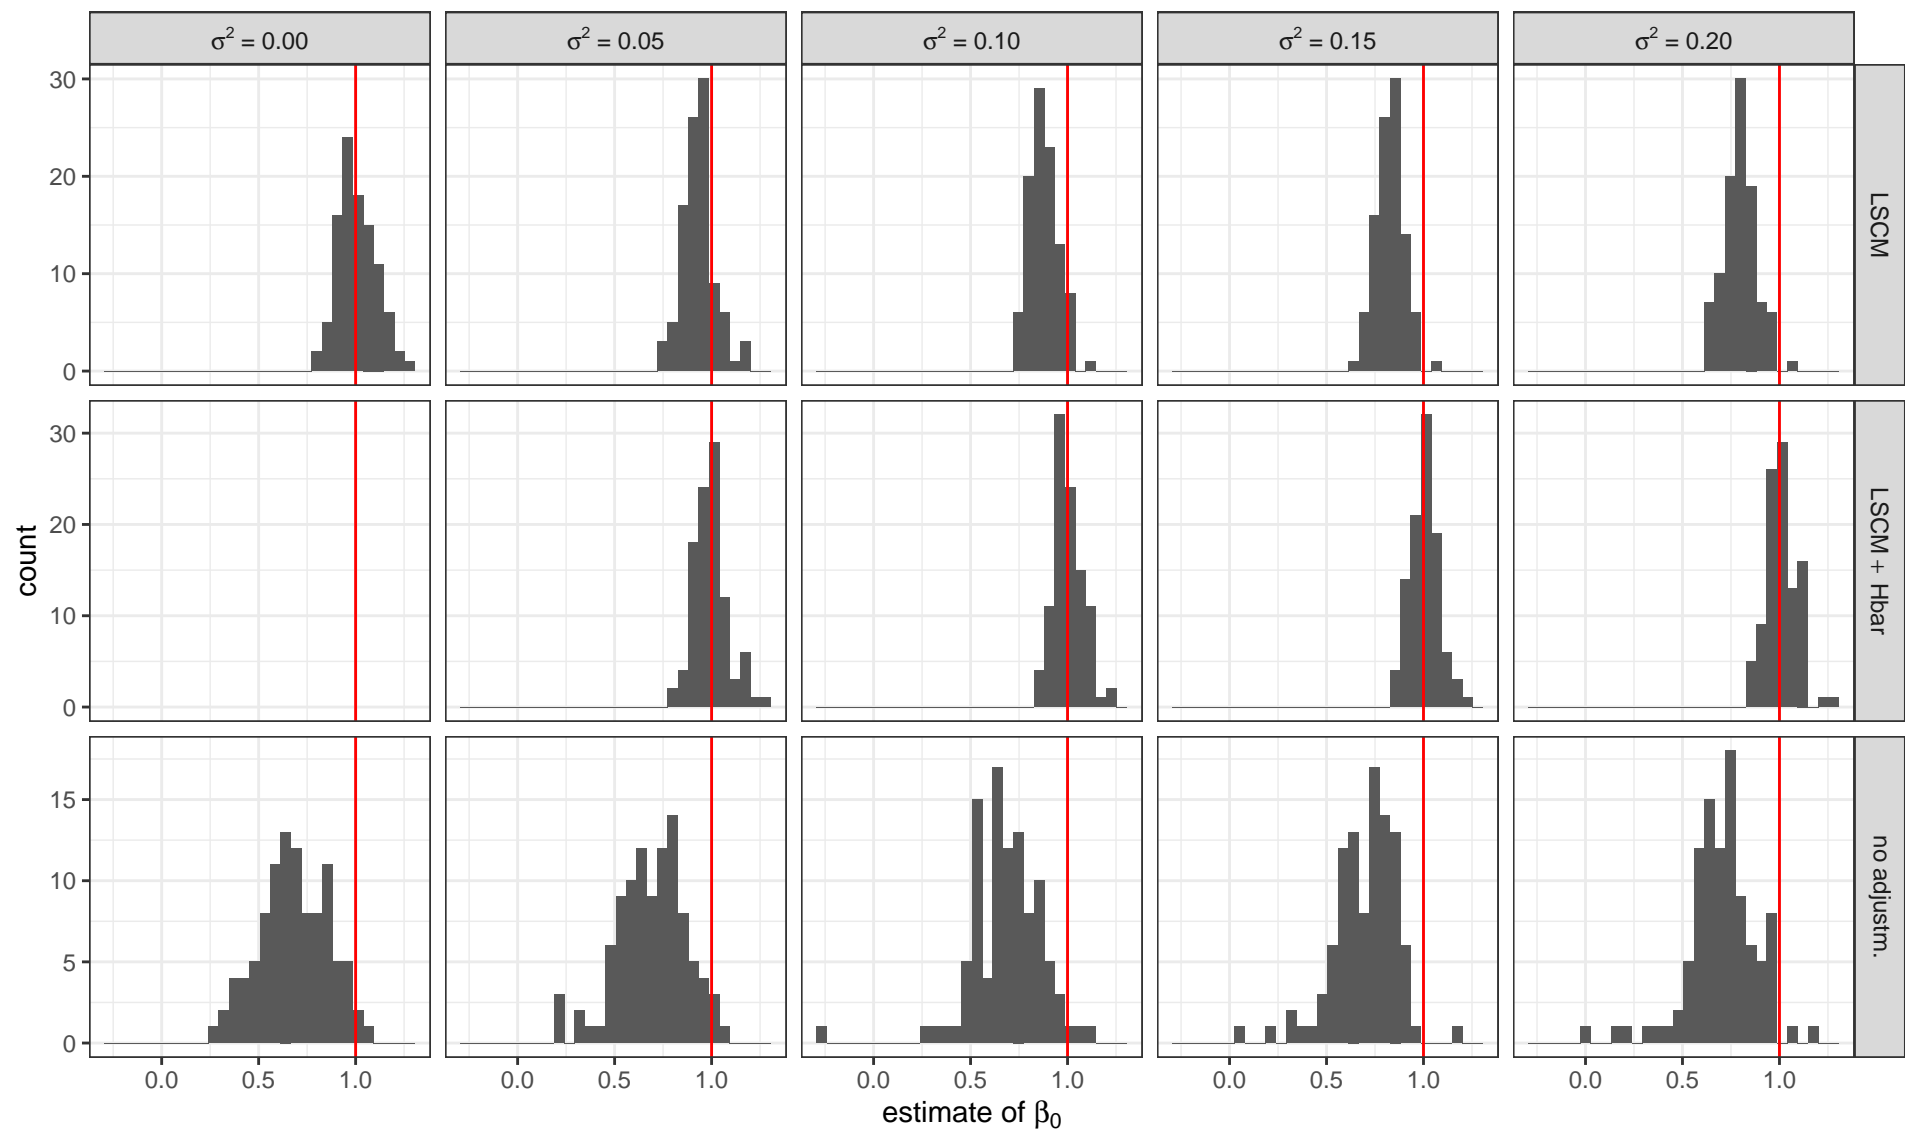 σ² = 0.00
σ² = 0.05
σ² = 0.10
σ² = 0.15
σ² = 0.20
30
20
10
0
LSCM
30
20
10
0
LSCM + Hbar
15
10
5
0
no adjustm.
count
0.0 0.5 1.0
0.0 0.5 1.0
0.0 0.5 1.0
0.0 0.5 1.0
0.0 0.5 1.0
estimate of β₀